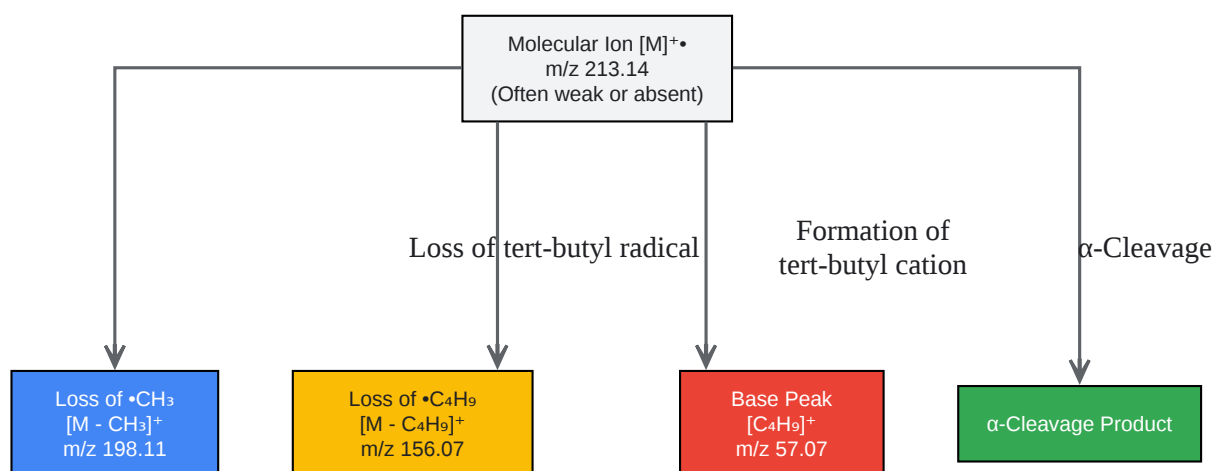 Molecular Ion [M]⁺•
m/z 213.14
(Often weak or absent)
Loss of tert-butyl radical
Formation of
tert-butyl cation
α-Cleavage
Loss of •CH₃
[M - CH₃]⁺
m/z 198.11
Loss of •C₄H₉
[M - C₄H₉]⁺
m/z 156.07
Base Peak
[C₄H₉]⁺
m/z 57.07
α-Cleavage Product